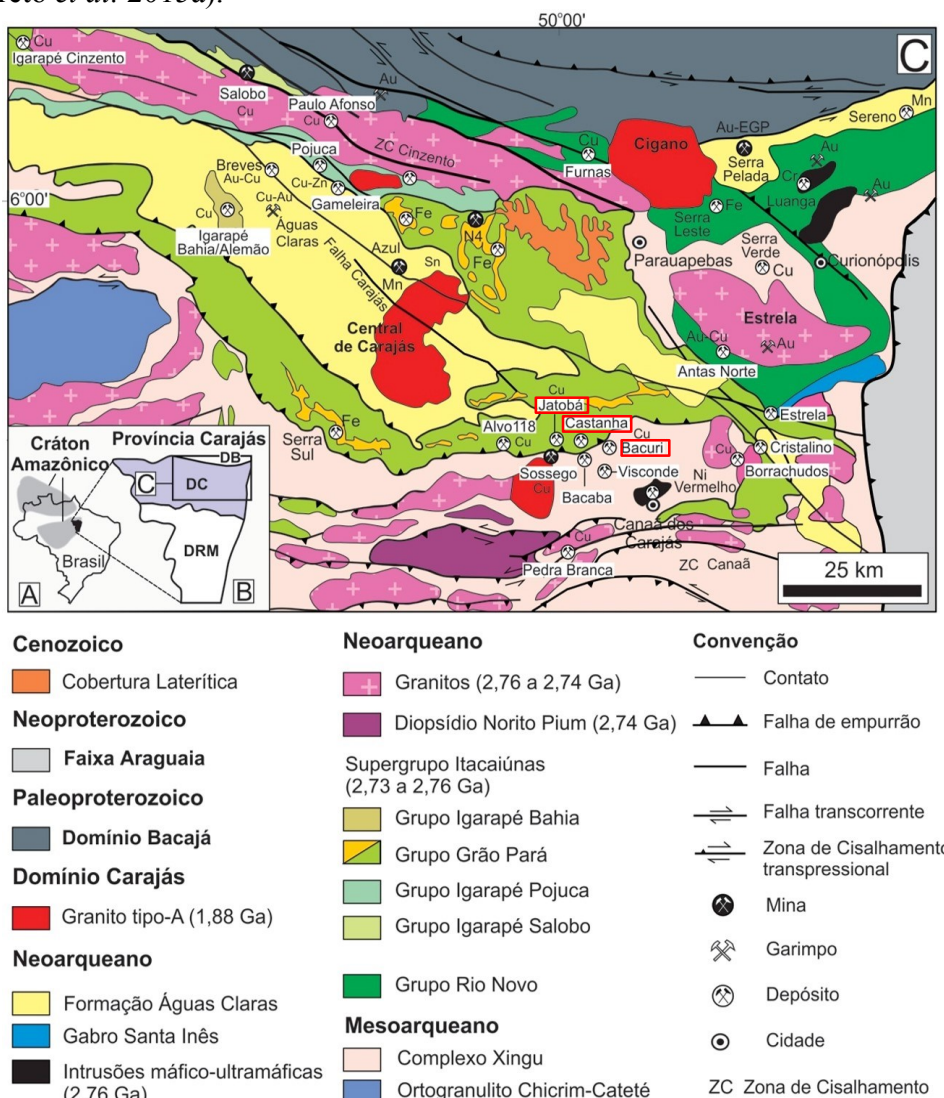 et al. 2015a).
50°00'
C
Cu
Igarapé Cinzento
Salobo
Cu
Paulo Afonso
Cu
Au
ZC Cinzento
Pojuca
Cu-Zn
Gameleira
Breves
Au-Cu
Cu-Au
Águas
Claras
Cu
Igarapé
Bahia/Alemão
6°00'
Falha Carajás
Azul
Mn
Sn
Fe
N4
Fe
Cu
Furnas
Cigano
Au-EGP
Serra
Pelada
Mn
Sereno
Au
Cr
Luanga
Au
Fe
Serra
Leste
Parauapebas
Serra
Verde
Cu
Curionópolis
Estrela
Au-Cu
Au
Antas Norte
Central
de Carajás
Fe
Serra
Sul
Cu
Jatobá
Castanha
Alvo118
Cu
Bacuri
Sossego
Cu
Bacaba
Visconde
Ni
Vermelho
Cu
Borrachudos
Estrela
Cristalino
Canaã dos
Carajás
Cu
Pedra Branca
ZC Canaã
25 km
Cráton
Amazônico
Brasil
A
Província Carajás
DB
C
DC
DRM
B
Cenozoico
Cobertura Laterítica
Neoproterozoico
Faixa Araguaia
Paleoproterozoico
Domínio Bacajá
Domínio Carajás
Granito tipo-A (1,88 Ga)
Neoarqueano
Formação Águas Claras
Gabro Santa Inês
Intrusões máfico-ultramáficas
(2,76 Ga)
Neoarqueano
Granitos (2,76 a 2,74 Ga)
Diopsídio Norito Pium (2,74 Ga)
Supergrupo Itacaiúnas
(2,73 a 2,76 Ga)
Grupo Igarapé Bahia
Grupo Grão Pará
Grupo Igarapé Pojuca
Grupo Igarapé Salobo
Grupo Rio Novo
Mesoarqueano
Complexo Xingu
Ortogranulito Chicrim-Cateté
Convenção
Contato
Falha de empurrão
Falha
Falha transcorrente
Zona de Cisalhamento
transpressional
Mina
Garimpo
Depósito
Cidade
ZC Zona de Cisalhamento